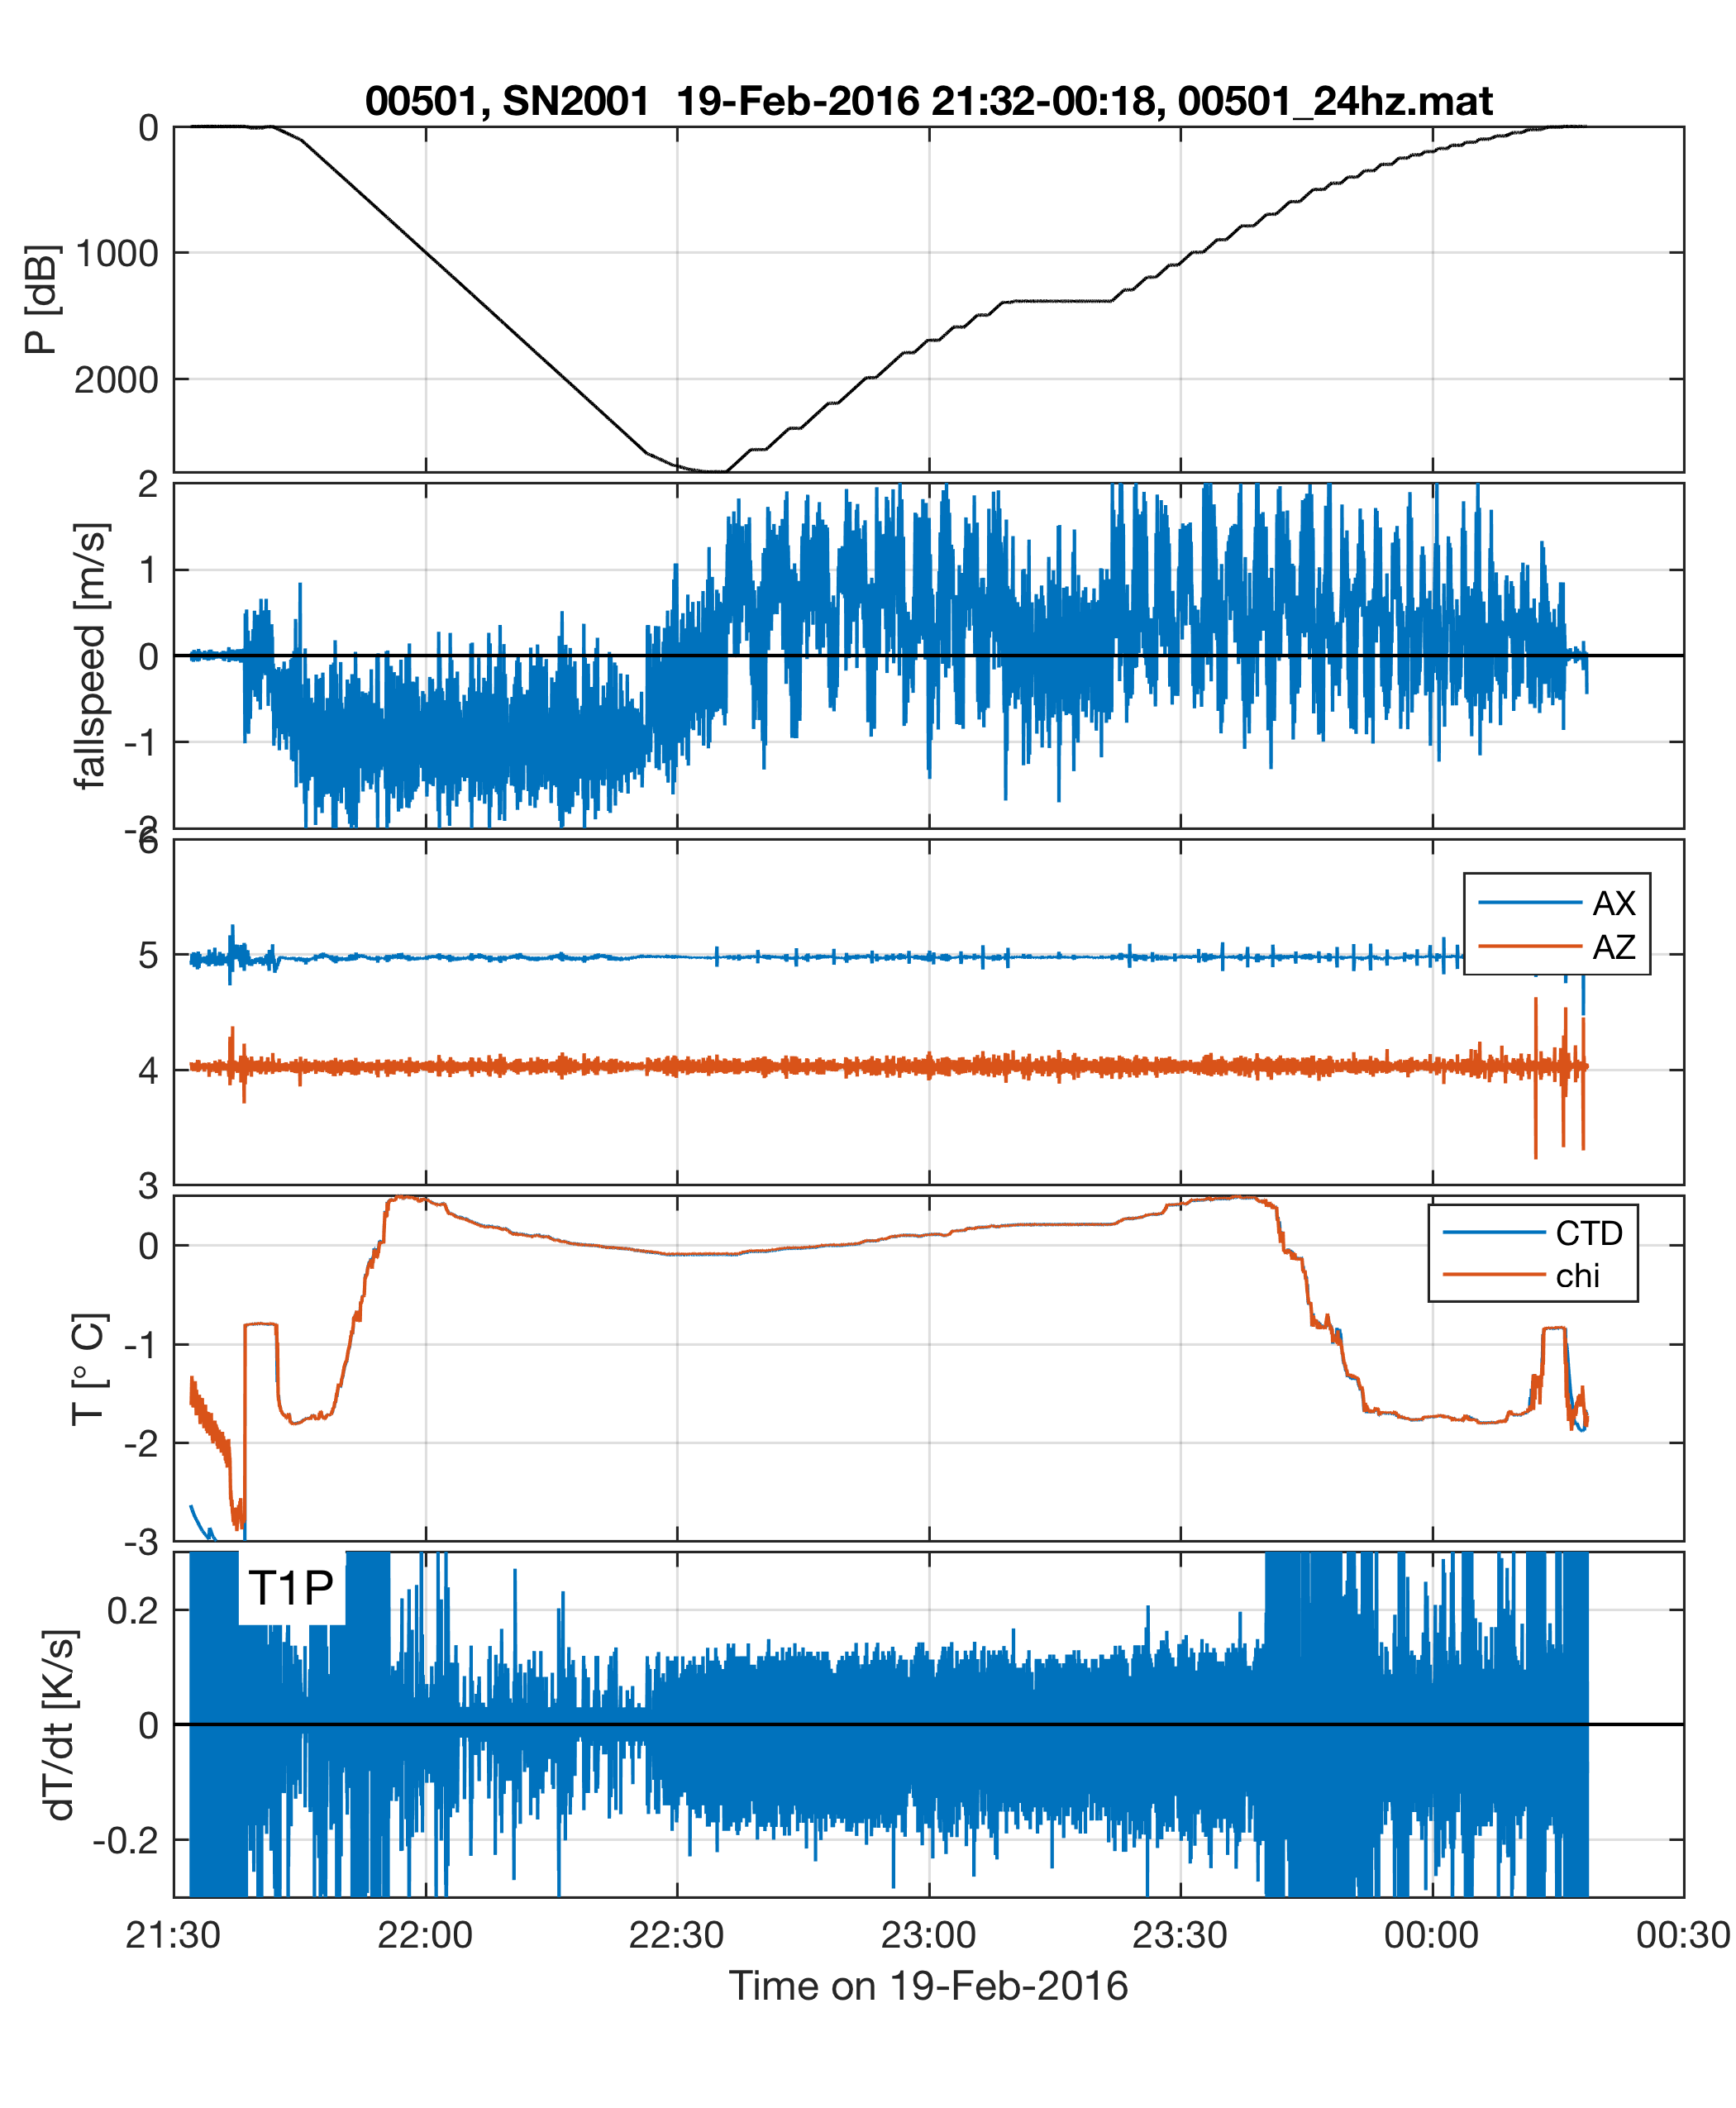 00501, SN2001  19-Feb-2016 21:32-00:18, 00501_24hz.mat
0
1000
2000
P [dB]
2
1
0
-1
-2
fallspeed [m/s]
6
5
4
3
AX
AZ
3
0
-1
-2
-3
T [° C]
CTD
chi
T1P
0.2
0
-0.2
dT/dt [K/s]
21:30 22:00 22:30 23:00 23:30 00:00 00:30
Time on 19-Feb-2016